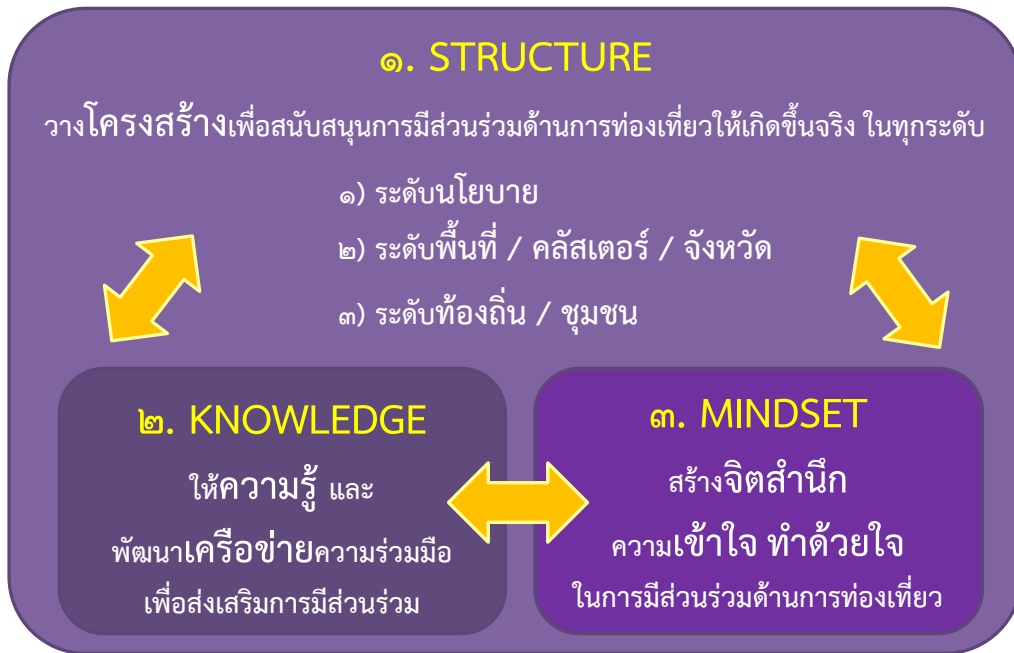 ๑. STRUCTURE
วางโครงสร้างเพื่อสนับสนุนการมีส่วนร่วมด้านการท่องเที่ยวให้เกิดขึ้นจริง ในทุกระดับ
๑) ระดับนโยบาย
๒) ระดับพื้นที่ / คลัสเตอร์ / จังหวัด
๓) ระดับท้องถิ่น / ชุมชน
๒. KNOWLEDGE
ให้ความรู้ และ
พัฒนาเครือข่ายความร่วมมือ
เพื่อส่งเสริมการมีส่วนร่วม
๓. MINDSET
สร้างจิตสำนึก
ความเข้าใจ ทำด้วยใจ
ในการมีส่วนร่วมด้านการท่องเที่ยว